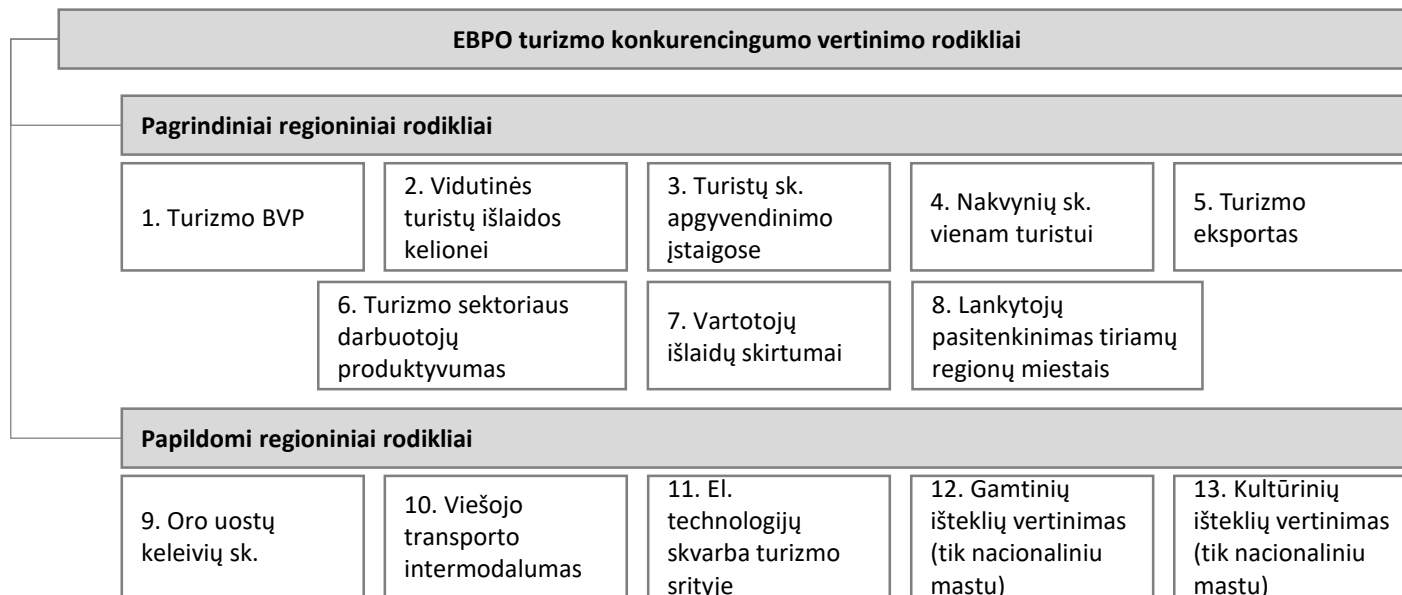 EBPO turizmo konkurencingumo vertinimo rodikliai
Pagrindiniai regioniniai rodikliai
1. Turizmo BVP
2. Vidutinės
turistų išlaidos
kelionei
3. Turistų sk.
apgyvendinimo
įstaigose
4. Nakvynių sk.
vienam turistui
5. Turizmo
eksportas
6. Turizmo sektoriaus
darbuotojų
produktyvumas
7. Vartotojų
išlaidų skirtumai
8. Lankytojų
pasitenkinimas tiriamų
regionų miestais
Papildomi regioniniai rodikliai
9. Oro uostų
keleivių sk.
10. Viešojo
transporto
intermodalumas
11. El.
technologijų
skvarba turizmo
srityje
12. Gamtinių
išteklių vertinimas
(tik nacionaliniu
mastu)
13. Kultūrinių
išteklių vertinimas
(tik nacionaliniu
mastu)